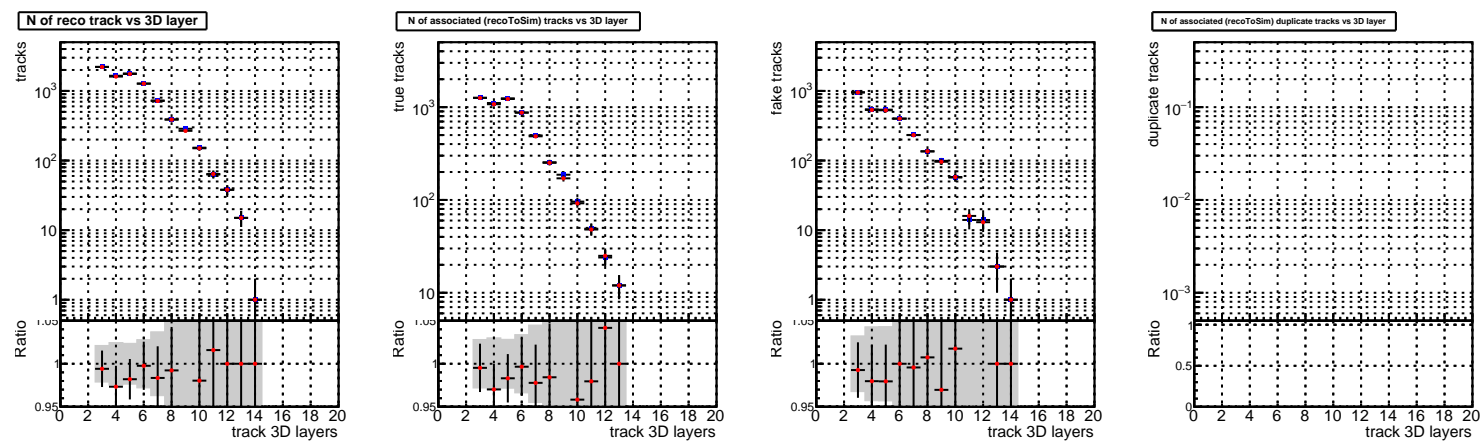 N of reco track vs 3D layer
tracks
10³
10²
10
1
Ratio
1.05
1
0.95
0 2 4 6 8 10 12 14 16 18 20
track 3D layers
N of associated (recoToSim) tracks vs 3D layer
true tracks
10³
10²
10
Ratio
1.05
1
0.95
0 2 4 6 8 10 12 14 16 18 20
track 3D layers
fake tracks
10³
10²
10
1
Ratio
1.05
1
0.95
0 2 4 6 8 10 12 14 16 18 20
track 3D layers
N of associated (recoToSim) duplicate tracks vs 3D layer
duplicate tracks
10⁻¹
10⁻²
10⁻³
Ratio
1
0.5
0
0 2 4 6 8 10 12 14 16 18 20
track 3D layers